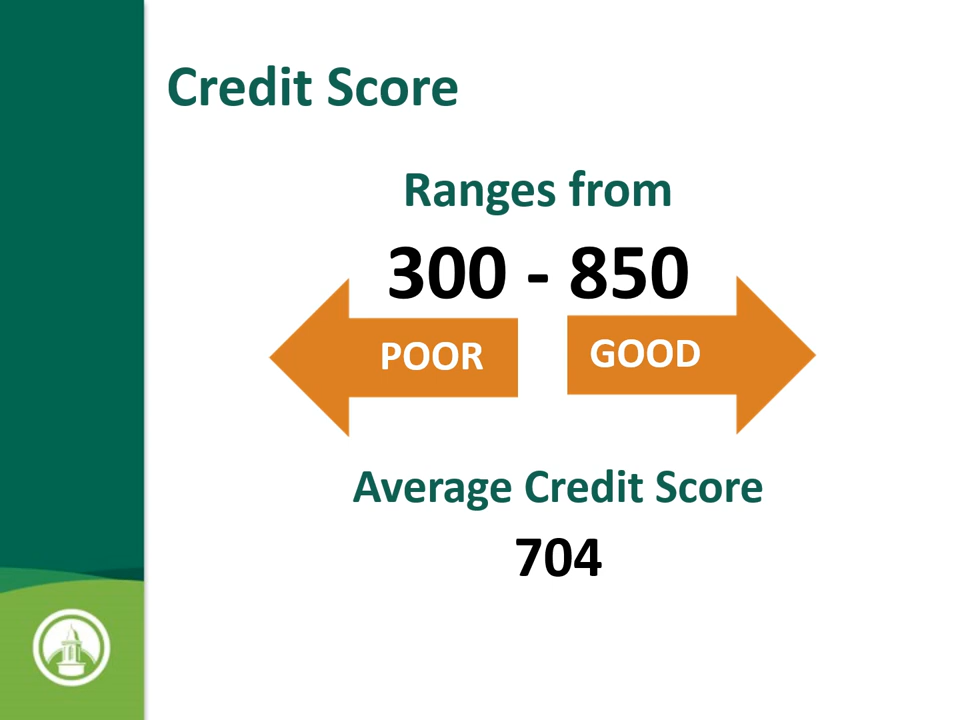 Credit Score
Ranges from
300 - 850
POOR
GOOD
Average Credit Score
704